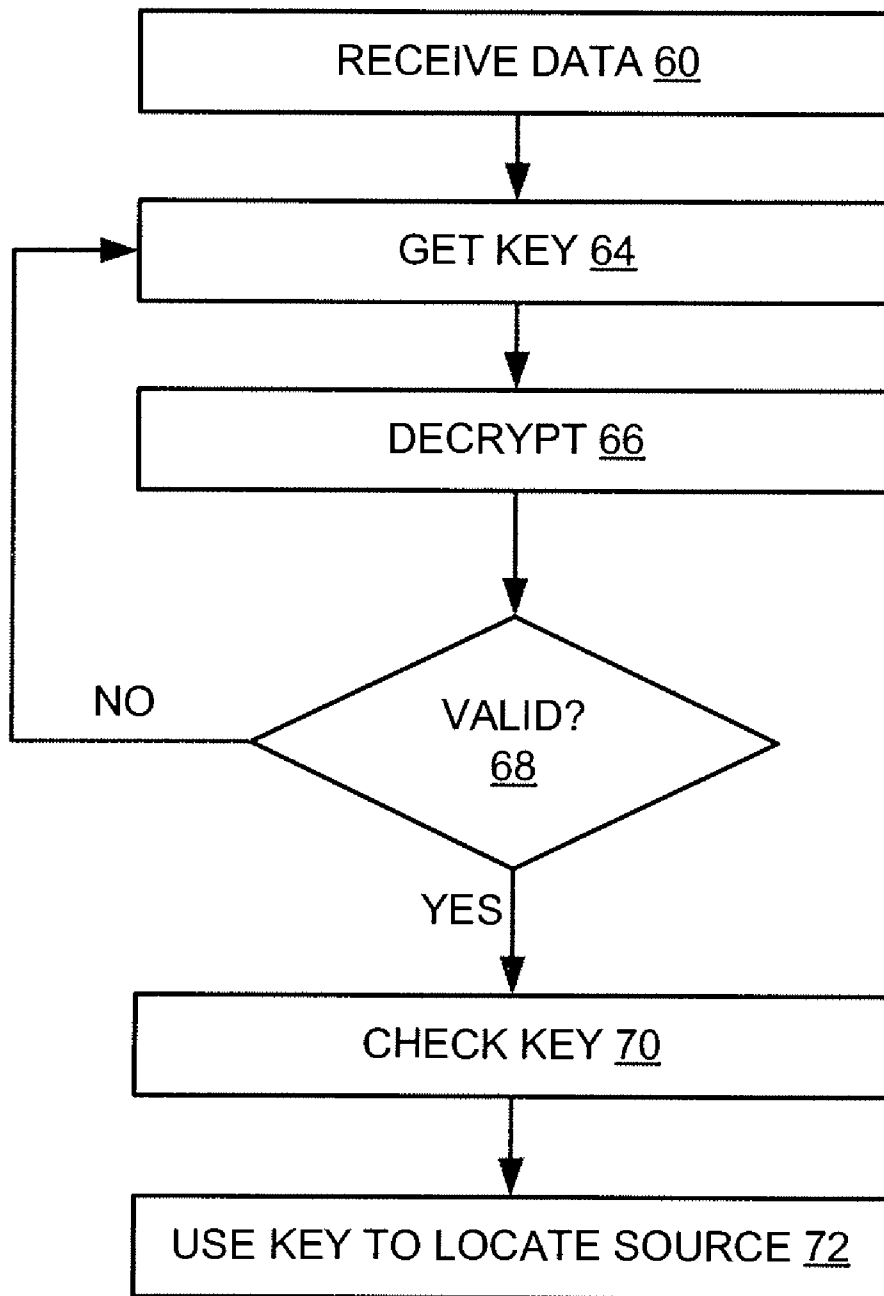 RECEIVE DATA 60
GET KEY 64
DECRYPT 66
VALID?
68
NO
YES
CHECK KEY 70
USE KEY TO LOCATE SOURCE 72